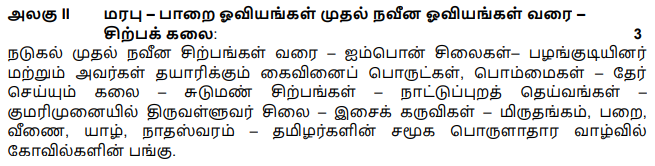 அலகு II மரபு – பாறை ஓவியங்கள் முதல் நவீன ஓவியங்கள் வரை –
சிற்பக் கலை: 3
நடுகல் முதல் நவீன சிற்பங்கள் வரை – ஐம்பொன் சிலைகள்– பழங்குடியினர்
மற்றும் அவர்கள் தயாரிக்கும் கைவினைப் பொருட்கள், பொம்மைகள் – தேர்
செய்யும் கலை – சுடுமண் சிற்பங்கள் – நாட்டுப்புறத் தெய்வங்கள் –
குமரிமுனையில் திருவள்ளுவர் சிலை – இசைக் கருவிகள் – மிருதங்கம், பறை,
வீணை, யாழ், நாதஸ்வரம் – தமிழர்களின் சமூக பொருளாதார வாழ்வில்
கோவில்களின் பங்கு.